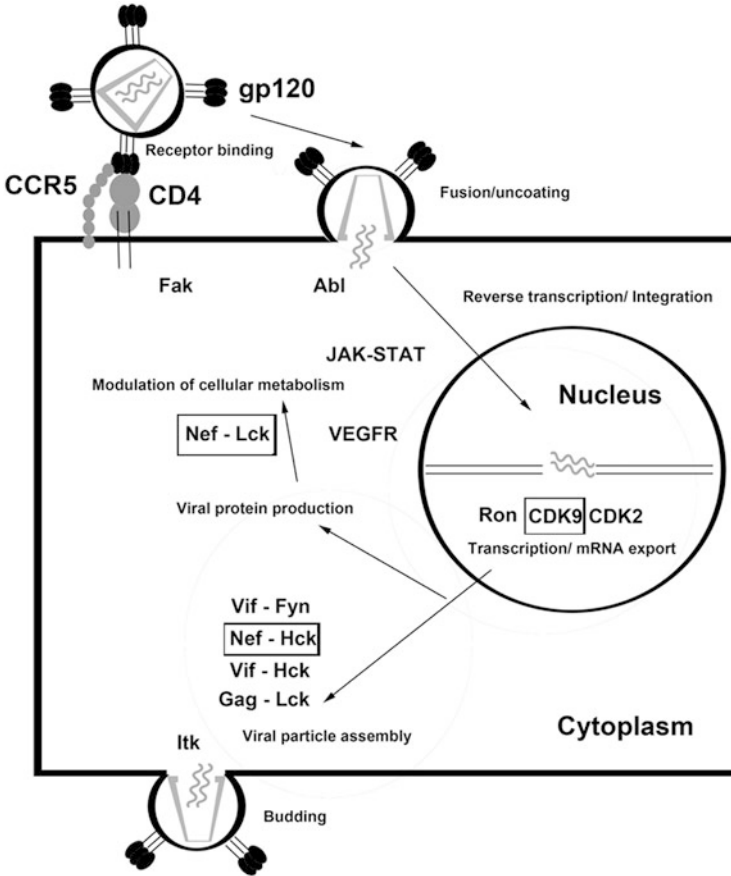 gp120
Receptor binding
CCR5
CD4
Fusion/uncoating
Fak
Abl
Reverse transcription/ Integration
JAK-STAT
Modulation of cellular metabolism
Nucleus
Nef - Lck
VEGFR
Viral protein production
Ron CDK9 CDK2
Transcription/ mRNA export
Vif - Fyn
Nef - Hck
Vif - Hck
Gag - Lck
Cytoplasm
Itk
Viral particle assembly
Budding